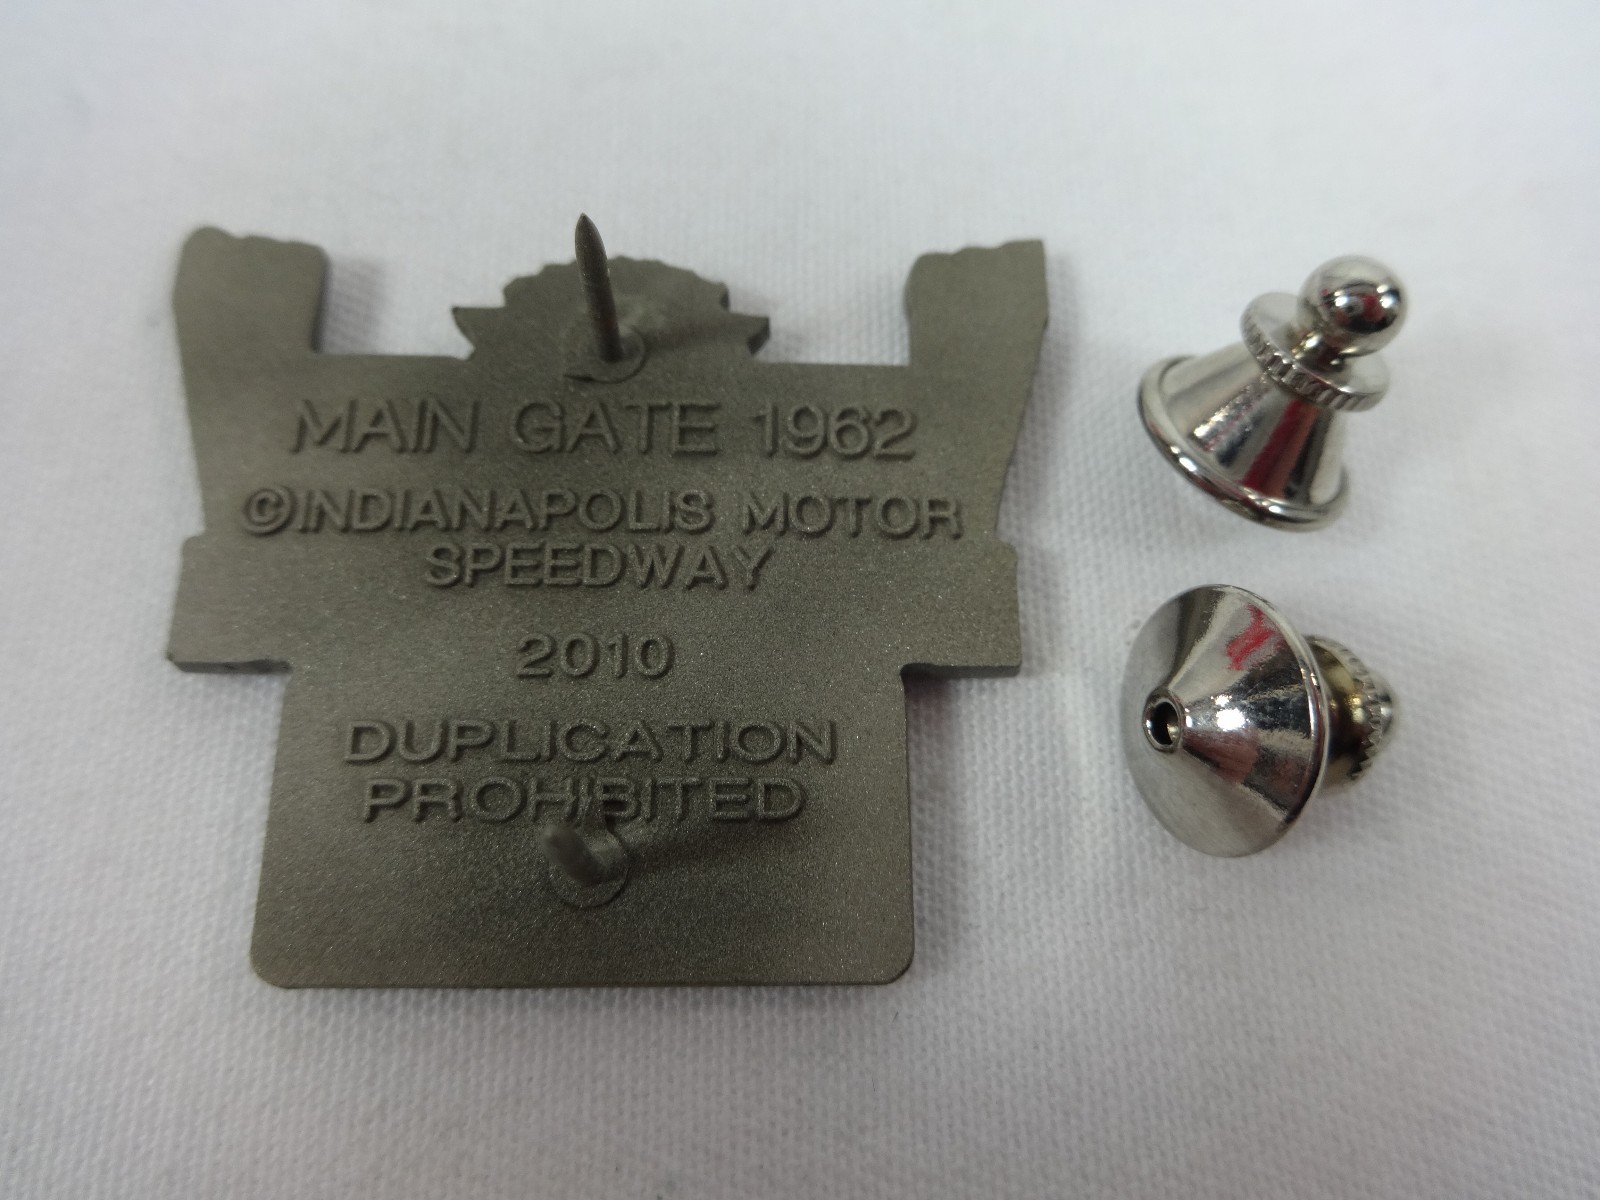 MAIN GATE 1962
©INDIANAPOLIS MOTOR
SPEEDWAY
2010
DUPLICATION
PROHIBITED